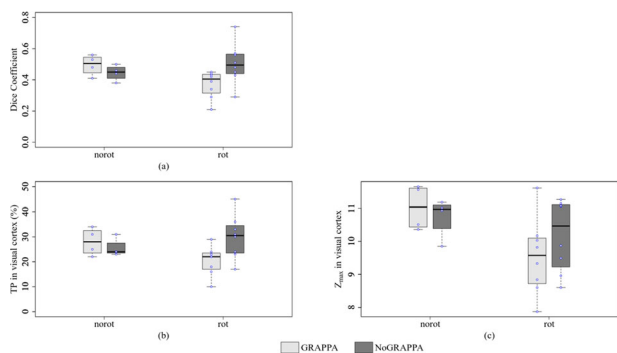 0.8
0.6
0.4
0.2
0.0
Dice Coefficient
norot rot
(a)
50
40
30
20
10
0
TP in visual cortex (%)
norot rot
(b)
11
10
9
8
Zmax in visual cortex
norot rot
(c)
GRAPPA NoGRAPPA